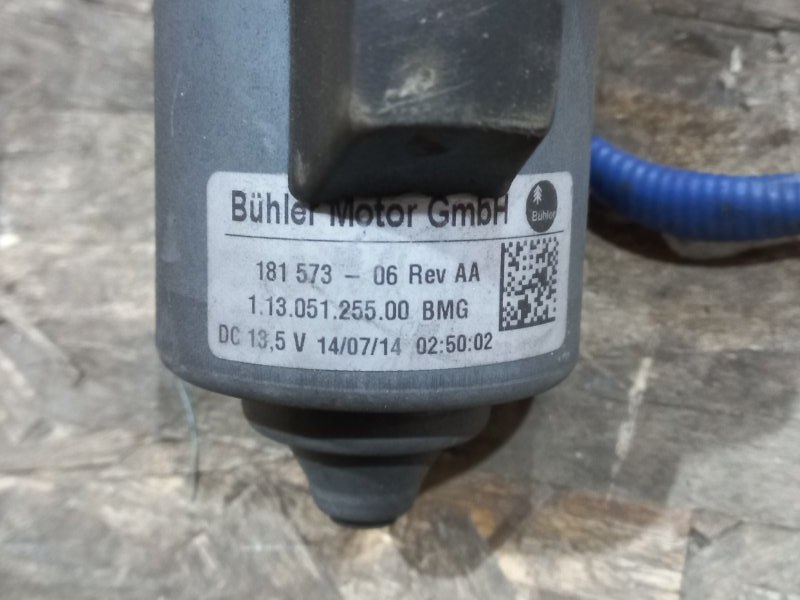 Bühler Motor GmbH
Bühler
181 573 - 06 Rev AA
1.13.051.255.00 BMG
DC 13,5 V 14/07/14 02:50:02